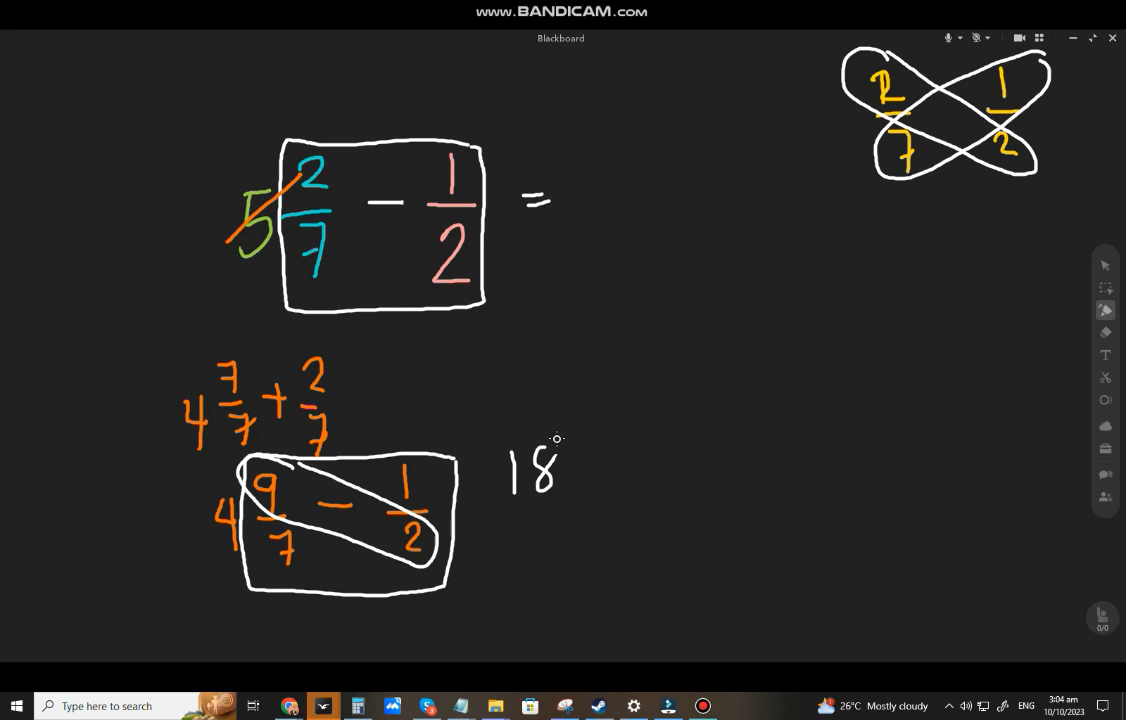 www.BANDICAM.com
Blackboard
2/7 1/2
5 2/7 - 1/2 =
4 7/7 + 2/7
4 9/7 - 1/2 18
0/0
Type here to search
26°C Mostly cloudy
ENG
3:04 am
10/10/2023